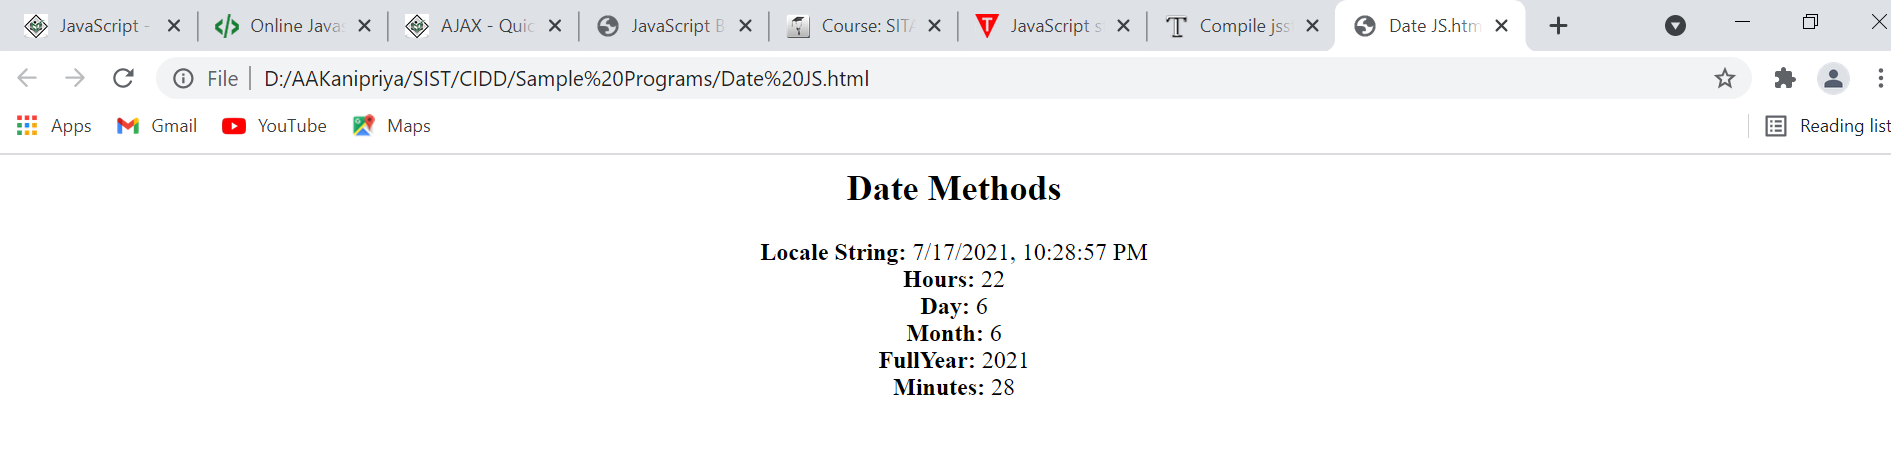 JavaScript - Online Javas AJAX - Quic JavaScript B Course: SITA JavaScript s Compile jss Date JS.htm
File D:/AAKanipriya/SIST/CIDD/Sample%20Programs/Date%20JS.html
Apps Gmail YouTube Maps Reading list
Date Methods
Locale String: 7/17/2021, 10:28:57 PM
Hours: 22
Day: 6
Month: 6
FullYear: 2021
Minutes: 28